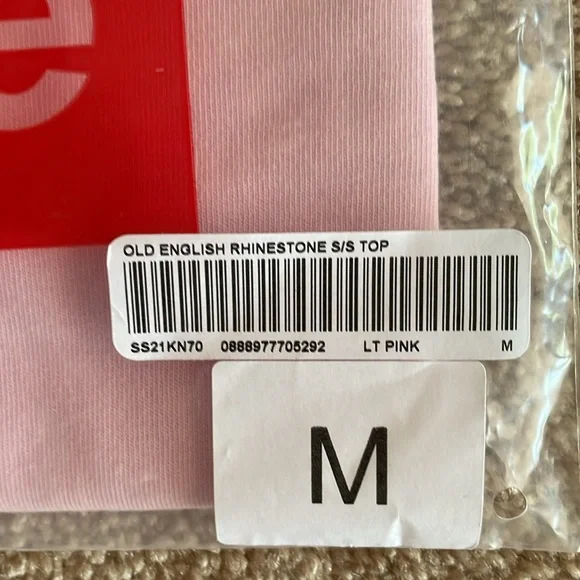 e
OLD ENGLISH RHINESTONE S/S TOP
SS21KN70 0888977705292 LT PINK M
M